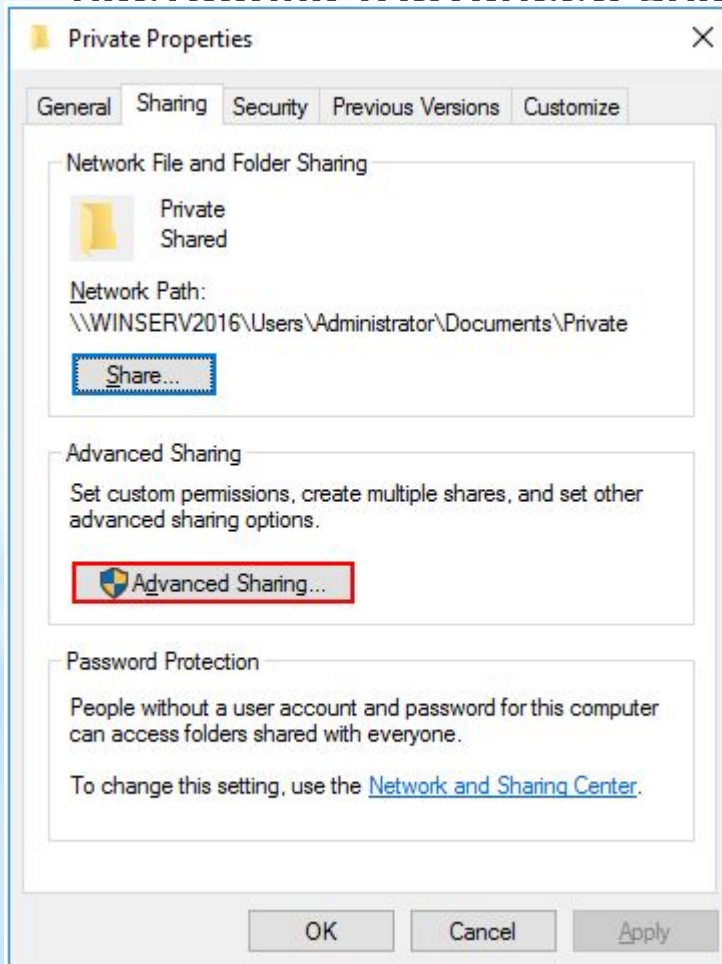 Private Properties
General Sharing Security Previous Versions Customize
Network File and Folder Sharing
Private
Shared
Network Path:
\\WINSERV2016\Users\Administrator\Documents\Private
Share...
Advanced Sharing
Set custom permissions, create multiple shares, and set other
advanced sharing options.
Advanced Sharing...
Password Protection
People without a user account and password for this computer
can access folders shared with everyone.
To change this setting, use the Network and Sharing Center.
OK Cancel Apply